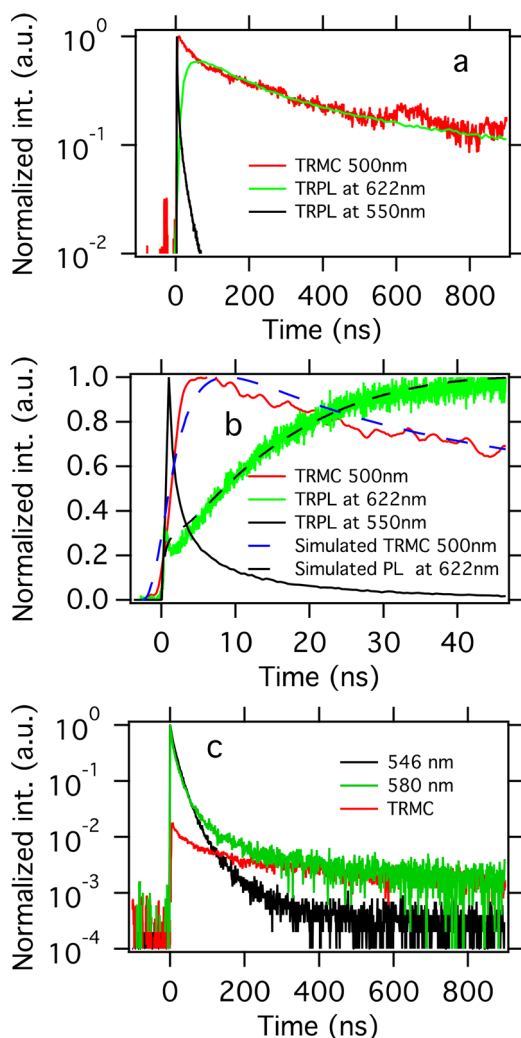 Normalized int. (a.u.)
10^0
10^-1
10^-2
a
TRMC 500nm
TRPL at 622nm
TRPL at 550nm
0 200 400 600 800
Time (ns)
Normalized int. (a.u.)
1.0
0.8
0.6
0.4
0.2
0.0
b
TRMC 500nm
TRPL at 622nm
TRPL at 550nm
Simulated TRMC 500nm
Simulated PL at 622nm
0 10 20 30 40
Time (ns)
Normalized int. (a.u.)
10^0
10^-1
10^-2
10^-3
10^-4
c
546 nm
580 nm
TRMC
0 200 400 600 800
Time (ns)